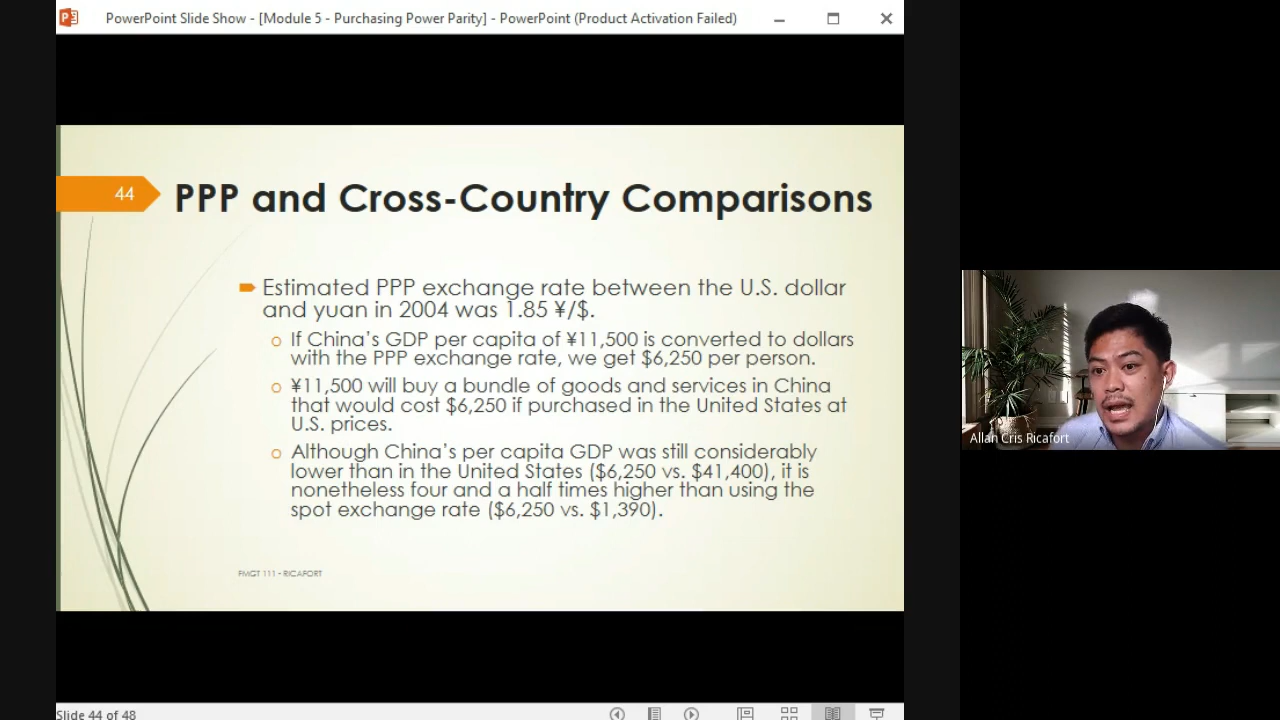 PowerPoint Slide Show - [Module 5 - Purchasing Power Parity] - PowerPoint (Product Activation Failed)
44
PPP and Cross-Country Comparisons
Estimated PPP exchange rate between the U.S. dollar
and yuan in 2004 was 1.85 ¥/$.
If China's GDP per capita of ¥11,500 is converted to dollars
with the PPP exchange rate, we get $6,250 per person.
¥11,500 will buy a bundle of goods and services in China
that would cost $6,250 if purchased in the United States at
U.S. prices.
Although China's per capita GDP was still considerably
lower than in the United States ($6,250 vs. $41,400), it is
nonetheless four and a half times higher than using the
spot exchange rate ($6,250 vs. $1,390).
FMGT 111 - RICAFORT
Slide 44 of 48
Allan Cris Ricafort